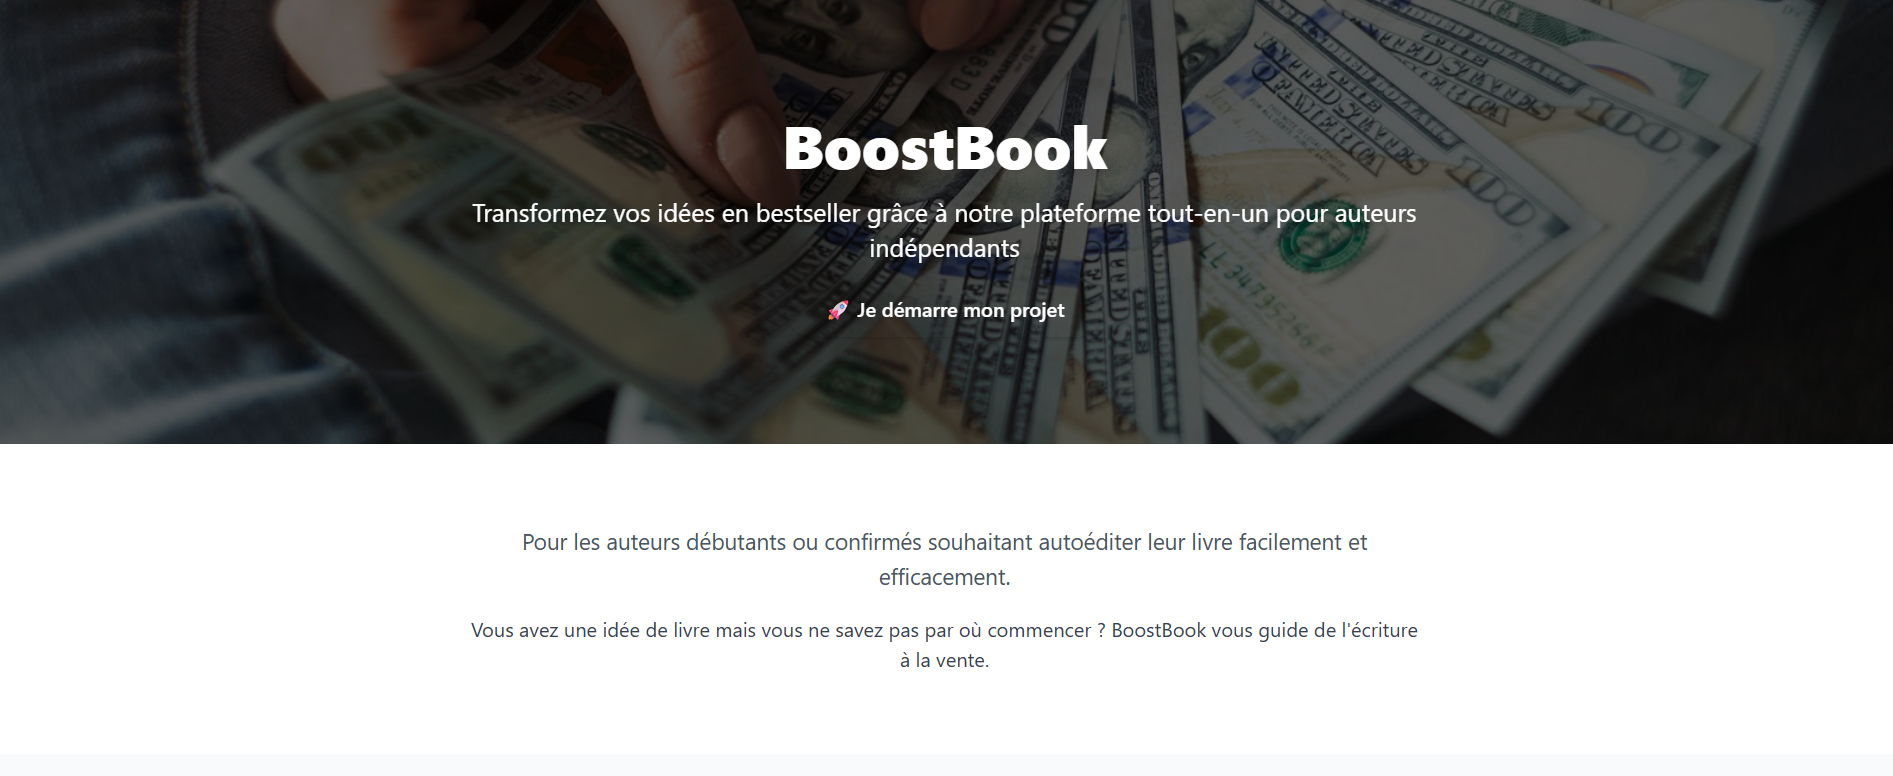 BoostBook
Transformez vos idées en bestseller grâce à notre plateforme tout-en-un pour auteurs
indépendants
🚀 Je démarre mon projet
Pour les auteurs débutants ou confirmés souhaitant autoéditer leur livre facilement et
efficacement.
Vous avez une idée de livre mais vous ne savez pas par où commencer ? BoostBook vous guide de l'écriture
à la vente.